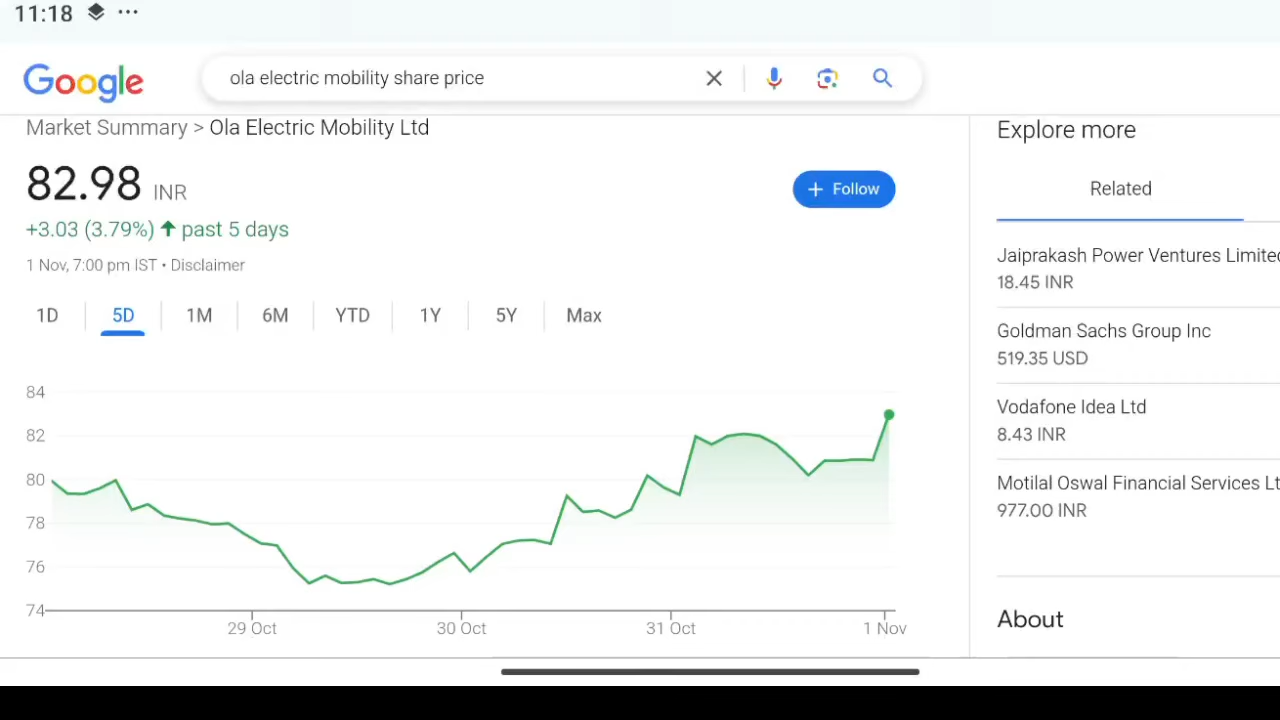 11:18
Google
ola electric mobility share price
Market Summary > Ola Electric Mobility Ltd
82.98 INR
+ Follow
+3.03 (3.79%) ↑ past 5 days
1 Nov, 7:00 pm IST • Disclaimer
1D 5D 1M 6M YTD 1Y 5Y Max
84
82
80
78
76
74
29 Oct 30 Oct 31 Oct 1 Nov
Explore more
Related
Jaiprakash Power Ventures Limited
18.45 INR
Goldman Sachs Group Inc
519.35 USD
Vodafone Idea Ltd
8.43 INR
Motilal Oswal Financial Services Lt
977.00 INR
About